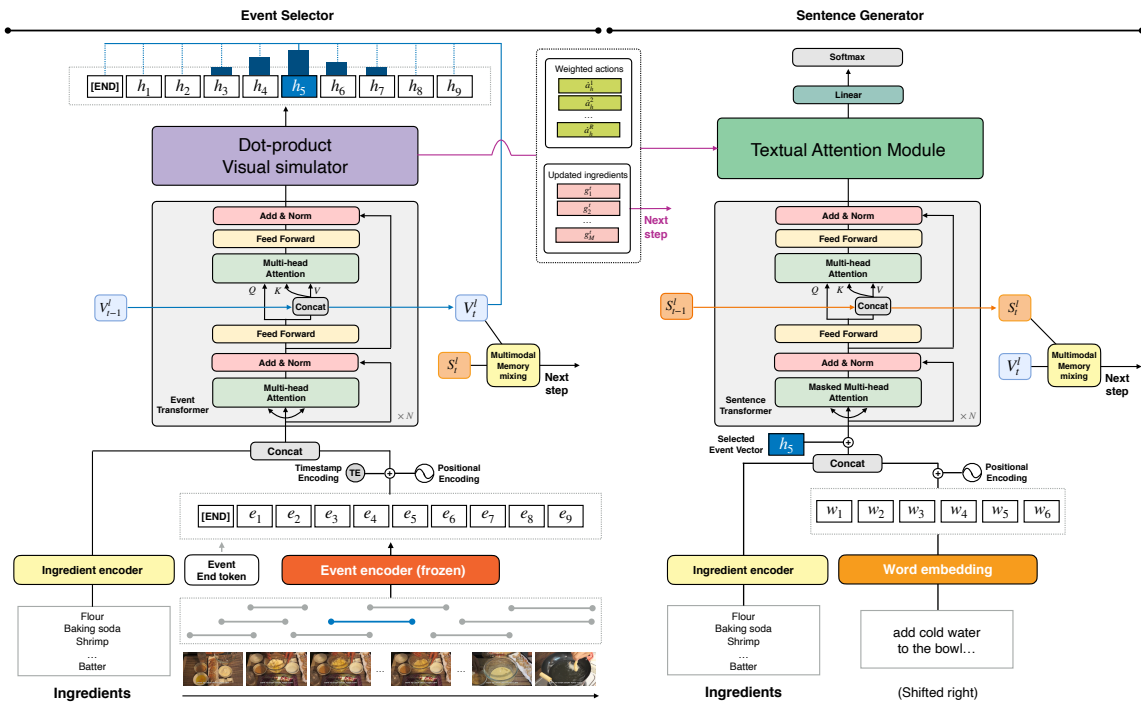 Event Selector
[END] h₁ h₂ h₃ h₄ h₅ h₆ h₇ h₈ h₉
Dot-product
Visual simulator
Add & Norm
Feed Forward
Multi-head
Attention
Q K V
Concat
V^l_{t-1}
V^l_t
Feed Forward
Add & Norm
Multi-head
Attention
Event
Transformer
× N
S^l_t
Multimodal
Memory
mixing
Next
step
Concat
Timestamp
Encoding
TE
+
Positional
Encoding
[END] e₁ e₂ e₃ e₄ e₅ e₆ e₇ e₈ e₉
Ingredient encoder
Event
End token
Event encoder (frozen)
Flour
Baking soda
Shrimp
...
Batter
Ingredients
... ...
Weighted actions
â^1_h
â^2_h
...
â^R_h
Updated ingredients
g^t_1
g^t_2
...
g^t_M
Next
step
Sentence Generator
Softmax
Linear
Textual Attention Module
Add & Norm
Feed Forward
Multi-head
Attention
Q K V
Concat
S^l_{t-1}
S^l_t
Feed Forward
Add & Norm
Masked Multi-head
Attention
Sentence
Transformer
× N
V^l_t
Multimodal
Memory
mixing
Next
step
Selected
Event Vector
h₅
+
Concat
+
Positional
Encoding
w₁ w₂ w₃ w₄ w₅ w₆
Ingredient encoder
Word embedding
Flour
Baking soda
Shrimp
...
Batter
Ingredients
add cold water
to the bowl...
(Shifted right)